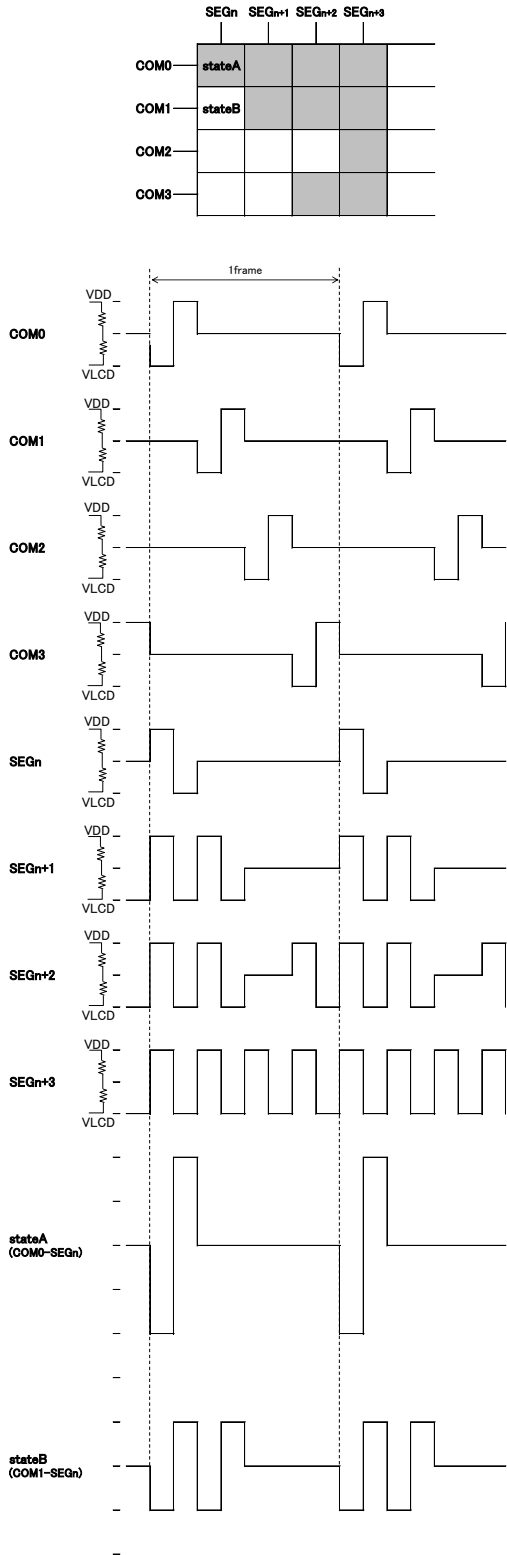 SEGn SEGn+1 SEGn+2 SEGn+3
COM0 stateA
COM1 stateB
COM2
COM3
1frame
VDD
COM0
VLCD
VDD
COM1
VLCD
VDD
COM2
VLCD
VDD
COM3
VLCD
VDD
SEGn
VLCD
VDD
SEGn+1
VLCD
VDD
SEGn+2
VLCD
VDD
SEGn+3
VLCD
stateA
(COM0-SEGn)
stateB
(COM1-SEGn)